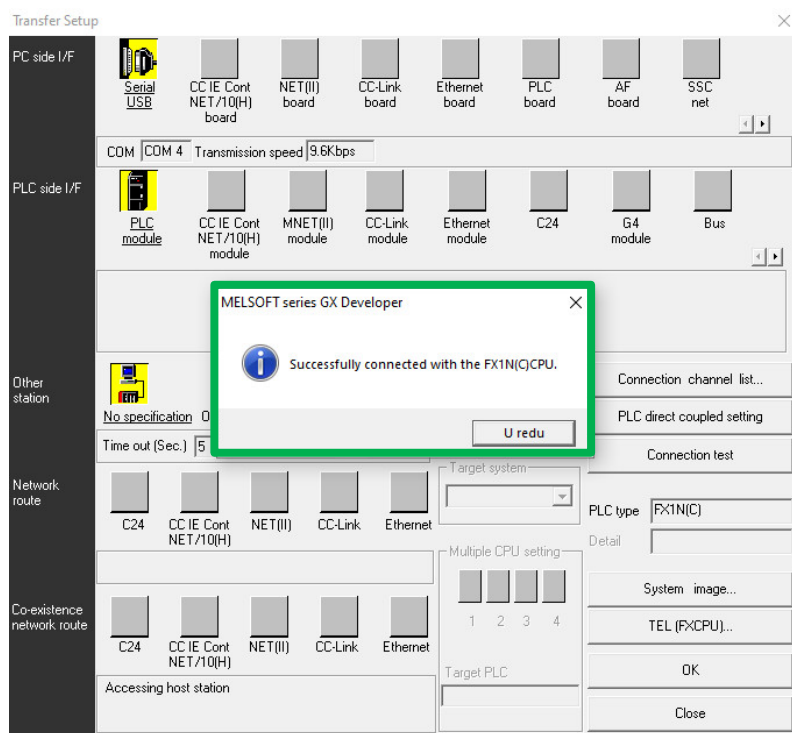 Transfer Setup
PC side I/F
Serial
USB
CC IE Cont
NET/10(H)
board
NET(II)
board
CC-Link
board
Ethernet
board
PLC
board
AF
board
SSC
net
COM COM 4 Transmission speed 9.6Kbps
PLC side I/F
PLC
module
CC IE Cont
NET/10(H)
module
MNET(II)
module
CC-Link
module
Ethernet
module
C24
G4
module
Bus
MELSOFT series GX Developer
Successfully connected with the FX1N(C)CPU.
U redu
Other
station
No specification
Time out (Sec.) 5
Connection channel list...
PLC direct coupled setting
Connection test
PLC type FX1N(C)
Detail
System image...
TEL (FXCPU)...
OK
Close
Network
route
C24
CC IE Cont
NET/10(H)
NET(II)
CC-Link
Ethernet
Target system
Multiple CPU setting
1 2 3 4
Target PLC
Co-existence
network route
C24
CC IE Cont
NET/10(H)
NET(II)
CC-Link
Ethernet
Accessing host station